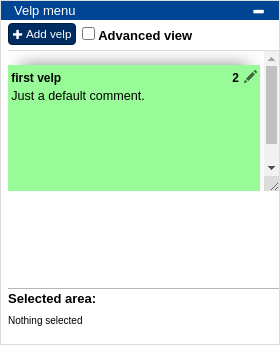 Velp menu
Add velp Advanced view
first velp 2
Just a default comment.
Selected area:
Nothing selected